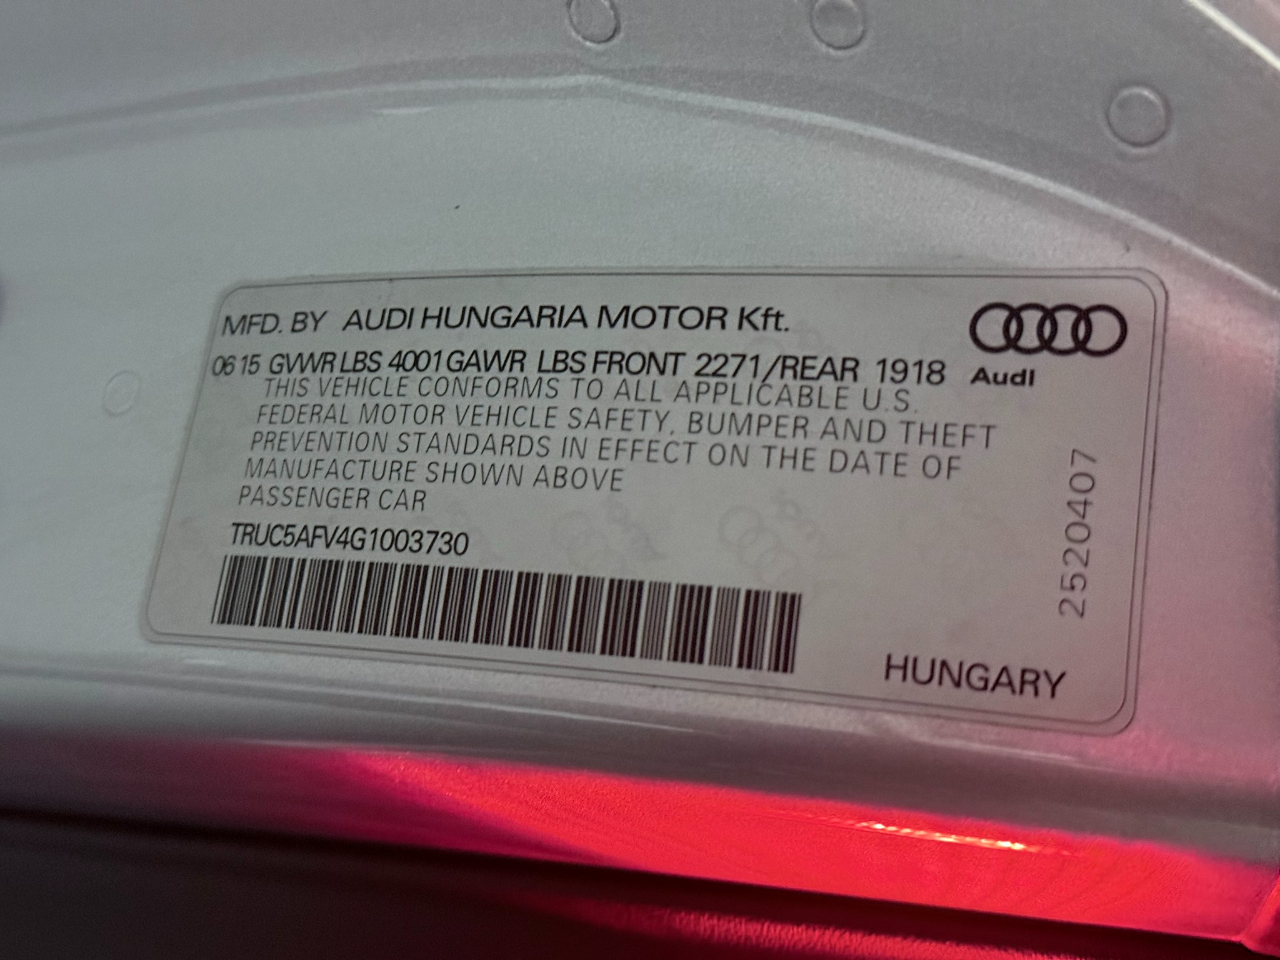 MFD. BY AUDI HUNGARIA MOTOR Kft.
06 15 GVWR LBS 4001 GAWR LBS FRONT 2271/REAR 1918
Audi
THIS VEHICLE CONFORMS TO ALL APPLICABLE U.S.
FEDERAL MOTOR VEHICLE SAFETY, BUMPER AND THEFT
PREVENTION STANDARDS IN EFFECT ON THE DATE OF
MANUFACTURE SHOWN ABOVE
PASSENGER CAR
TRUC5AFV4G1003730
2520407
HUNGARY